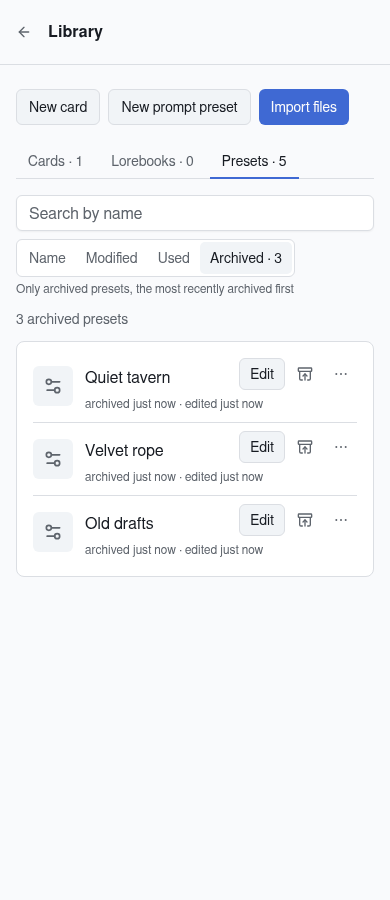 Library
New card
New prompt preset
Import files
Cards · 1
Lorebooks · 0
Presets · 5
Search by name
Name
Modified
Used
Archived · 3
Only archived presets, the most recently archived first
3 archived presets
Quiet tavern
Edit
archived just now · edited just now
Velvet rope
Edit
archived just now · edited just now
Old drafts
Edit
archived just now · edited just now